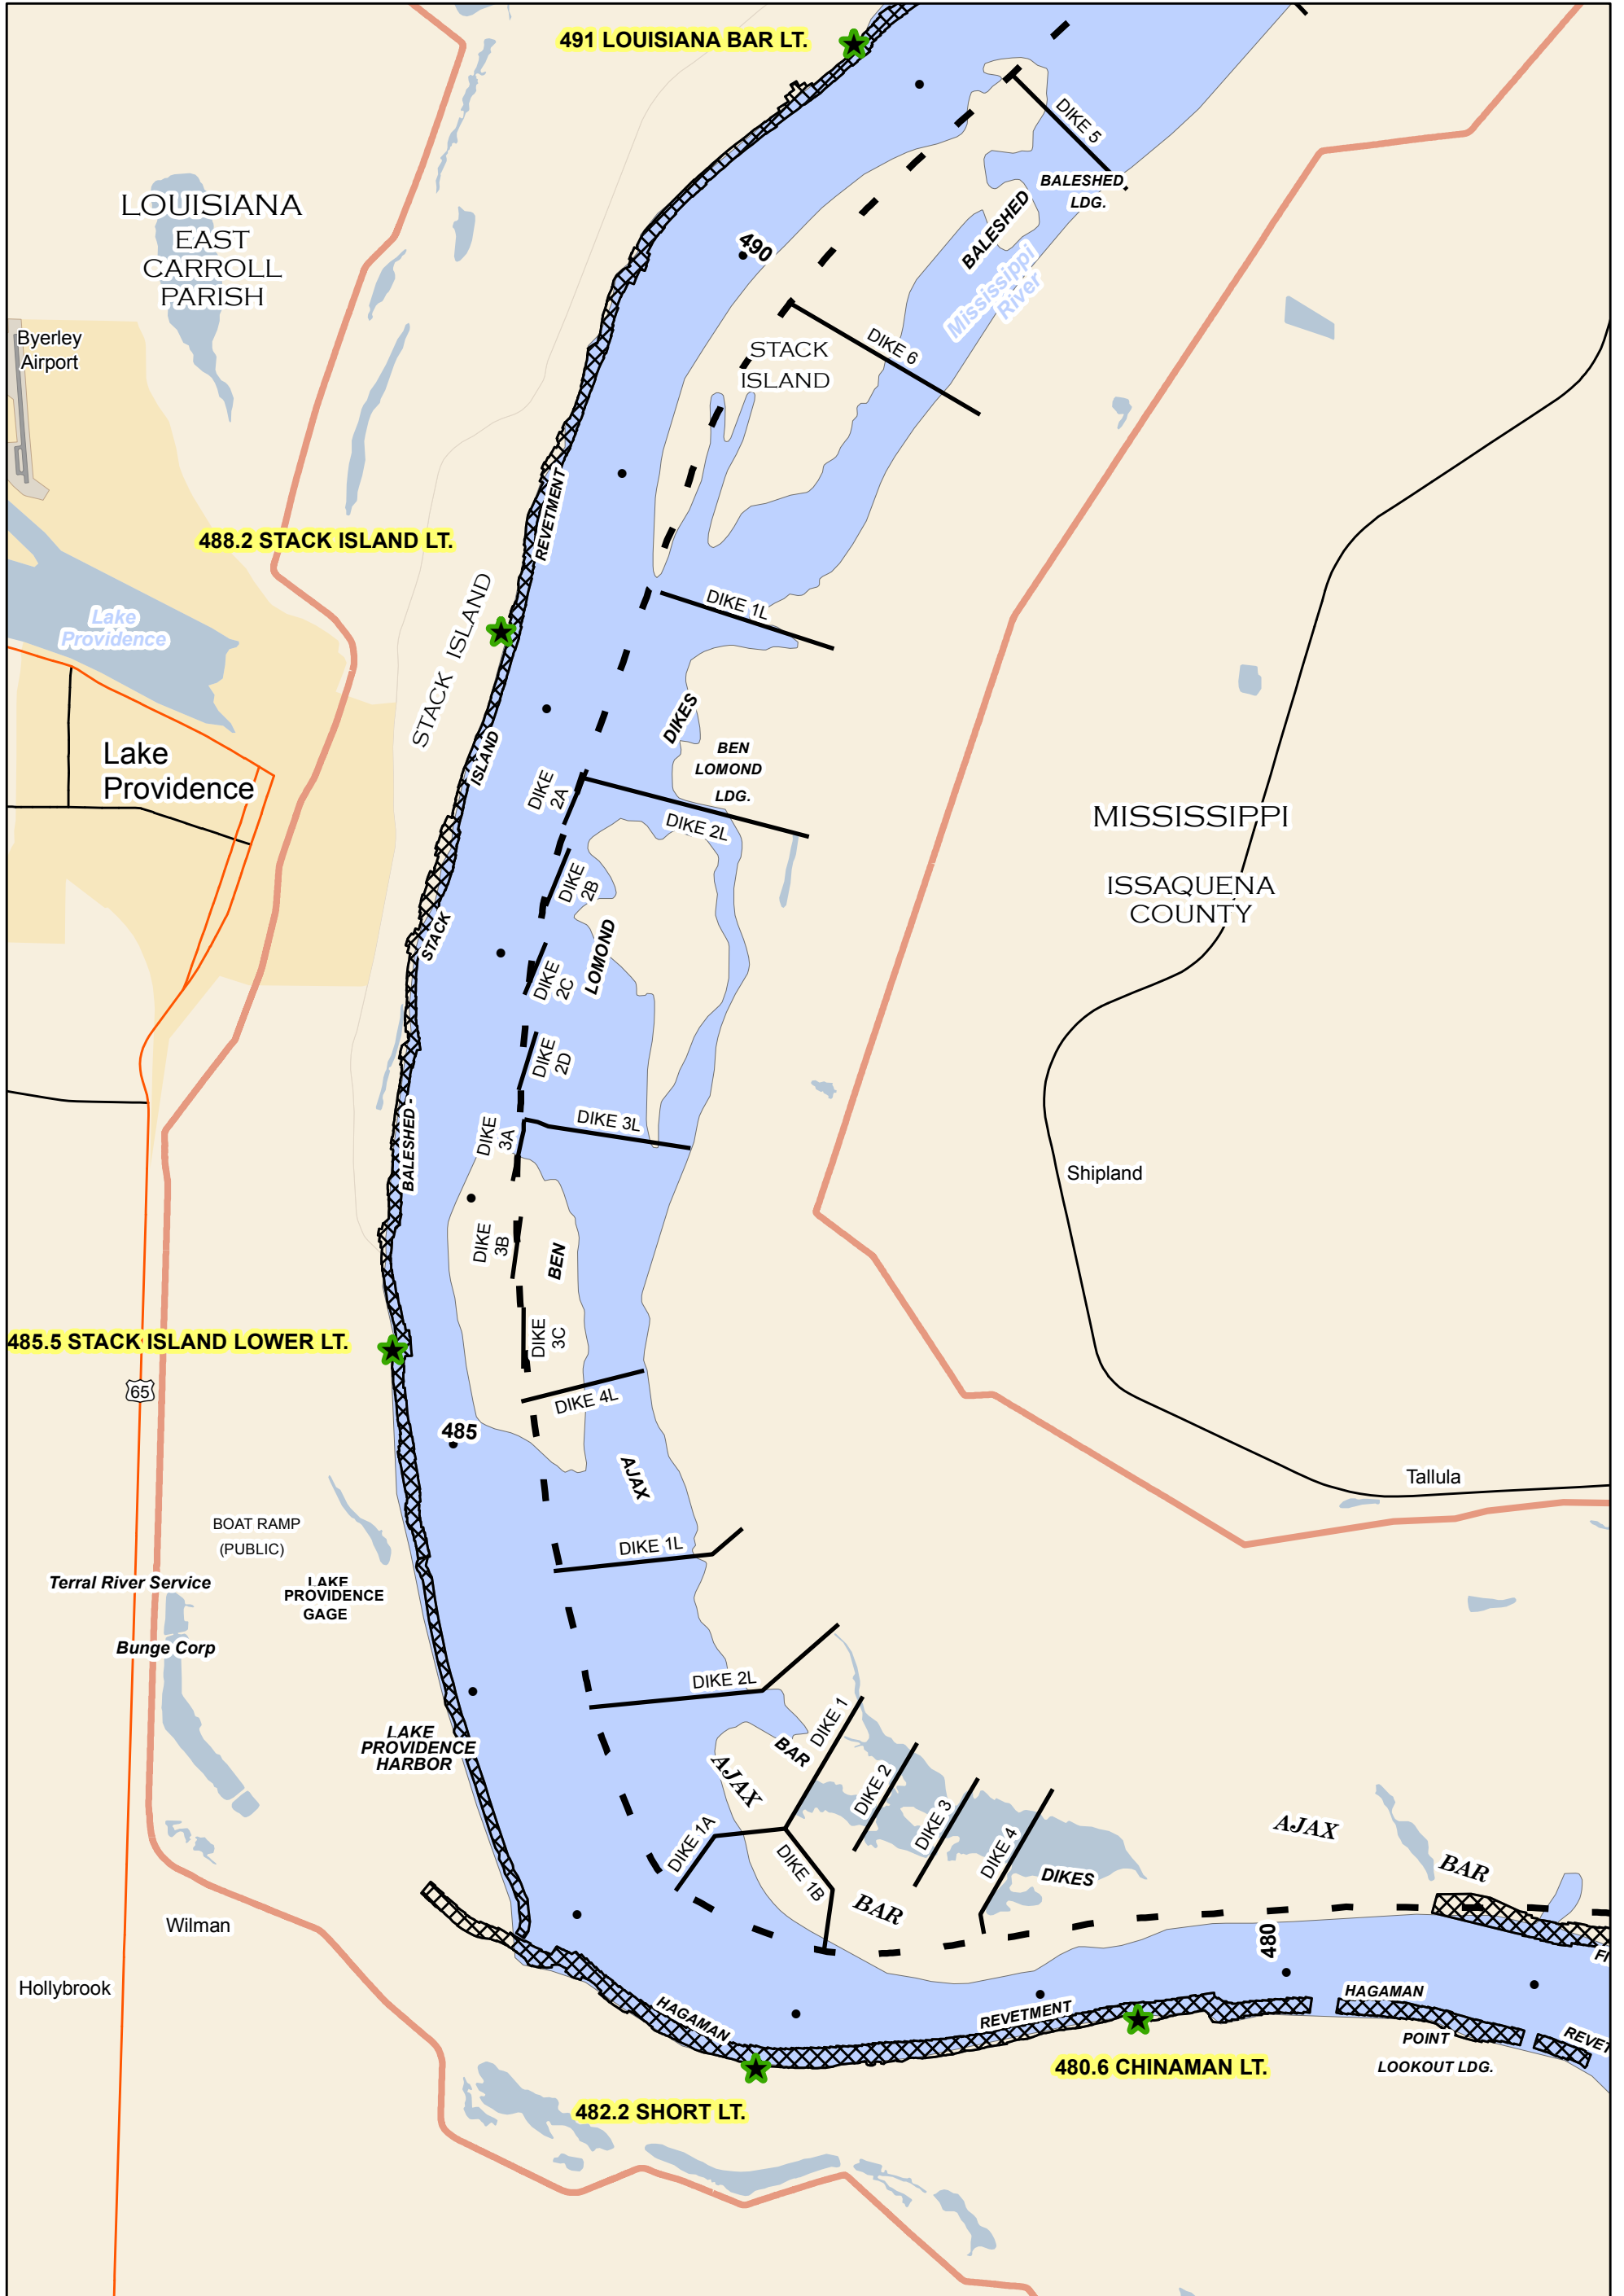 491 LOUISIANA BAR LT.
DIKE 5
BALESHED
LDG.
LOUISIANA
EAST
CARROLL
PARISH
490
BALESHED
Mississippi
River
Byerley
Airport
STACK
ISLAND
DIKE 6
REVETMENT
488.2 STACK ISLAND LT.
STACK ISLAND
DIKE 1L
Lake
Providence
DIKES
ISLAND
BEN
LOMOND
LDG.
Lake
Providence
DIKE
2A
DIKE 2L
MISSISSIPPI
ISSAQUENA
COUNTY
DIKE
2B
STACK
LOMOND
DIKE
2C
DIKE
2D
BALESHED -
DIKE
3A
DIKE 3L
Shipland
DIKE
3B
BEN
485.5 STACK ISLAND LOWER LT.
DIKE
3C
65
DIKE 4L
485
AJAX
Tallula
BOAT RAMP
(PUBLIC)
DIKE 1L
Terral River Service
LAKE
PROVIDENCE
GAGE
Bunge Corp
DIKE 2L
LAKE
PROVIDENCE
HARBOR
BAR
DIKE 1
AJAX
DIKE 2
DIKE 3
DIKE 4
DIKE 1A
DIKE 1B
DIKES
BAR
AJAX
BAR
Wilman
480
FI
Hollybrook
HAGAMAN
REVETMENT
HAGAMAN
POINT
LOOKOUT LDG.
REVET
480.6 CHINAMAN LT.
482.2 SHORT LT.